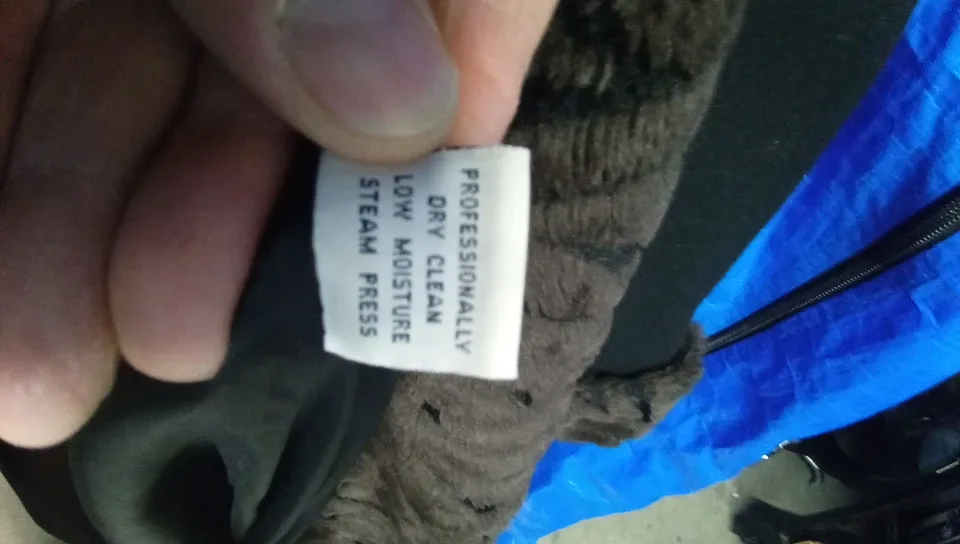 PROFESSIONALLY
DRY CLEAN
LOW MOISTURE
STEAM PRESS